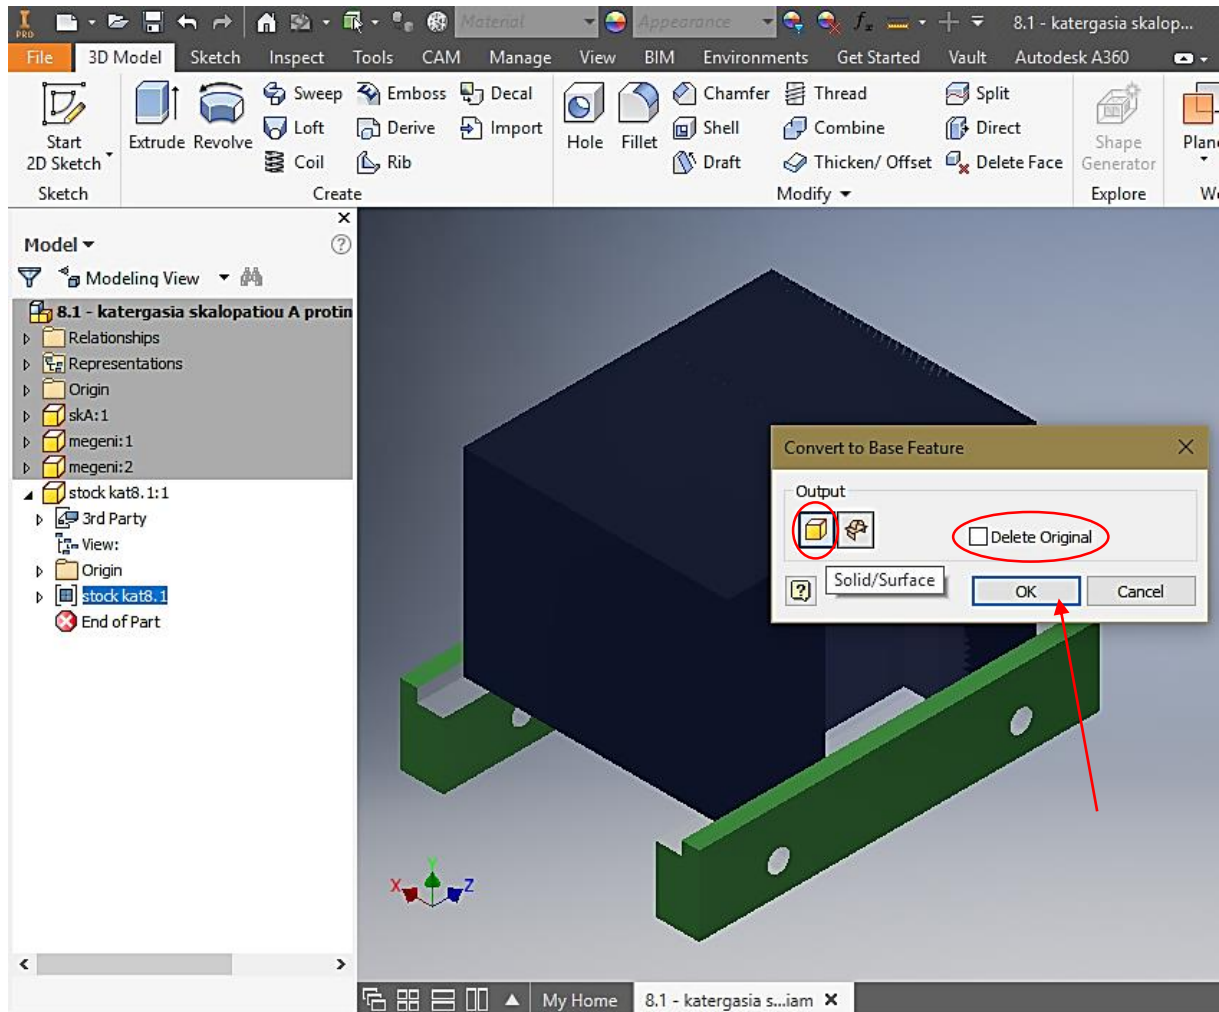 PRO
Material
Appearance
fx
8.1 - katergasia skalop...
File 3D Model Sketch Inspect Tools CAM Manage View BIM Environments Get Started Vault Autodesk A360
Start
2D Sketch
Extrude
Revolve
Sweep
Loft
Coil
Emboss
Derive
Rib
Decal
Import
Hole
Fillet
Chamfer
Shell
Draft
Thread
Combine
Thicken/ Offset
Split
Direct
Delete Face
Shape
Generator
Plane
Sketch Create Modify Explore
Model
Modeling View
8.1 - katergasia skalopatiou A protin
Relationships
Representations
Origin
skA:1
megeni:1
megeni:2
stock kat8.1:1
3rd Party
View:
Origin
stock kat8.1
End of Part
Convert to Base Feature
Output
Delete Original
Solid/Surface
OK Cancel
X Y Z
My Home 8.1 - katergasia s...iam